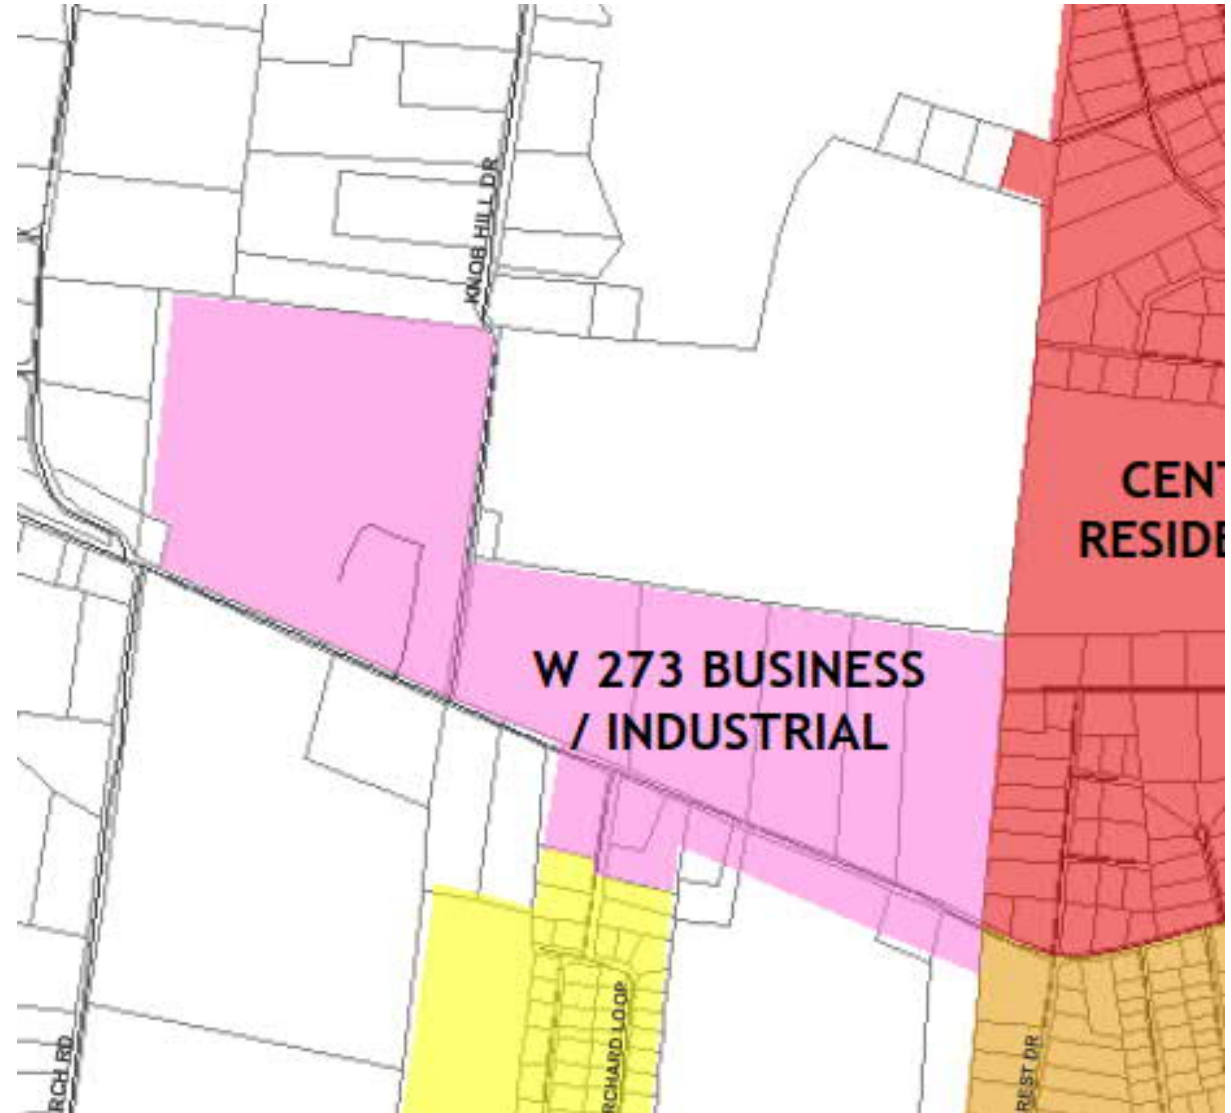 KNOB HILL DR
CENT
RESIDE
W 273 BUSINESS
/ INDUSTRIAL
RCHARD LOOP
RCH RD
REST DR